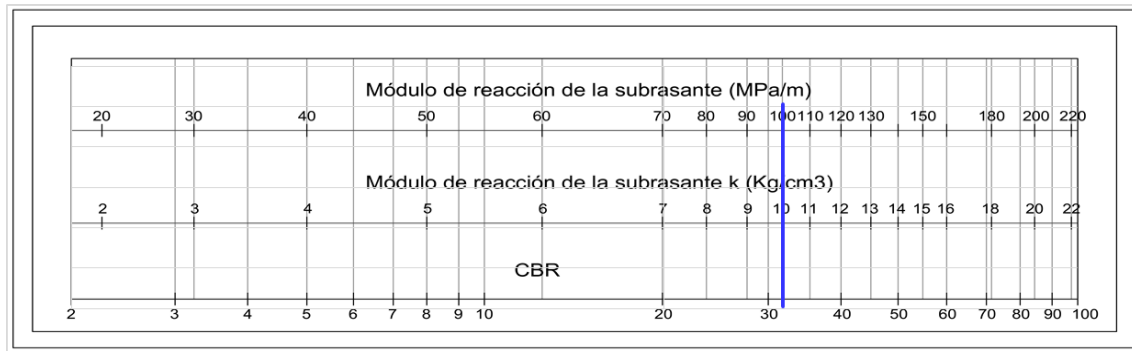 Módulo de reacción de la subrasante (MPa/m)
20 30 40 50 60 70 80 90 100 110 120 130 150 180 200 220
Módulo de reacción de la subrasante k (Kg/cm3)
2 3 4 5 6 7 8 9 10 11 12 13 14 15 16 18 20 22
CBR
2 3 4 5 6 7 8 9 10 20 30 40 50 60 70 80 90 100